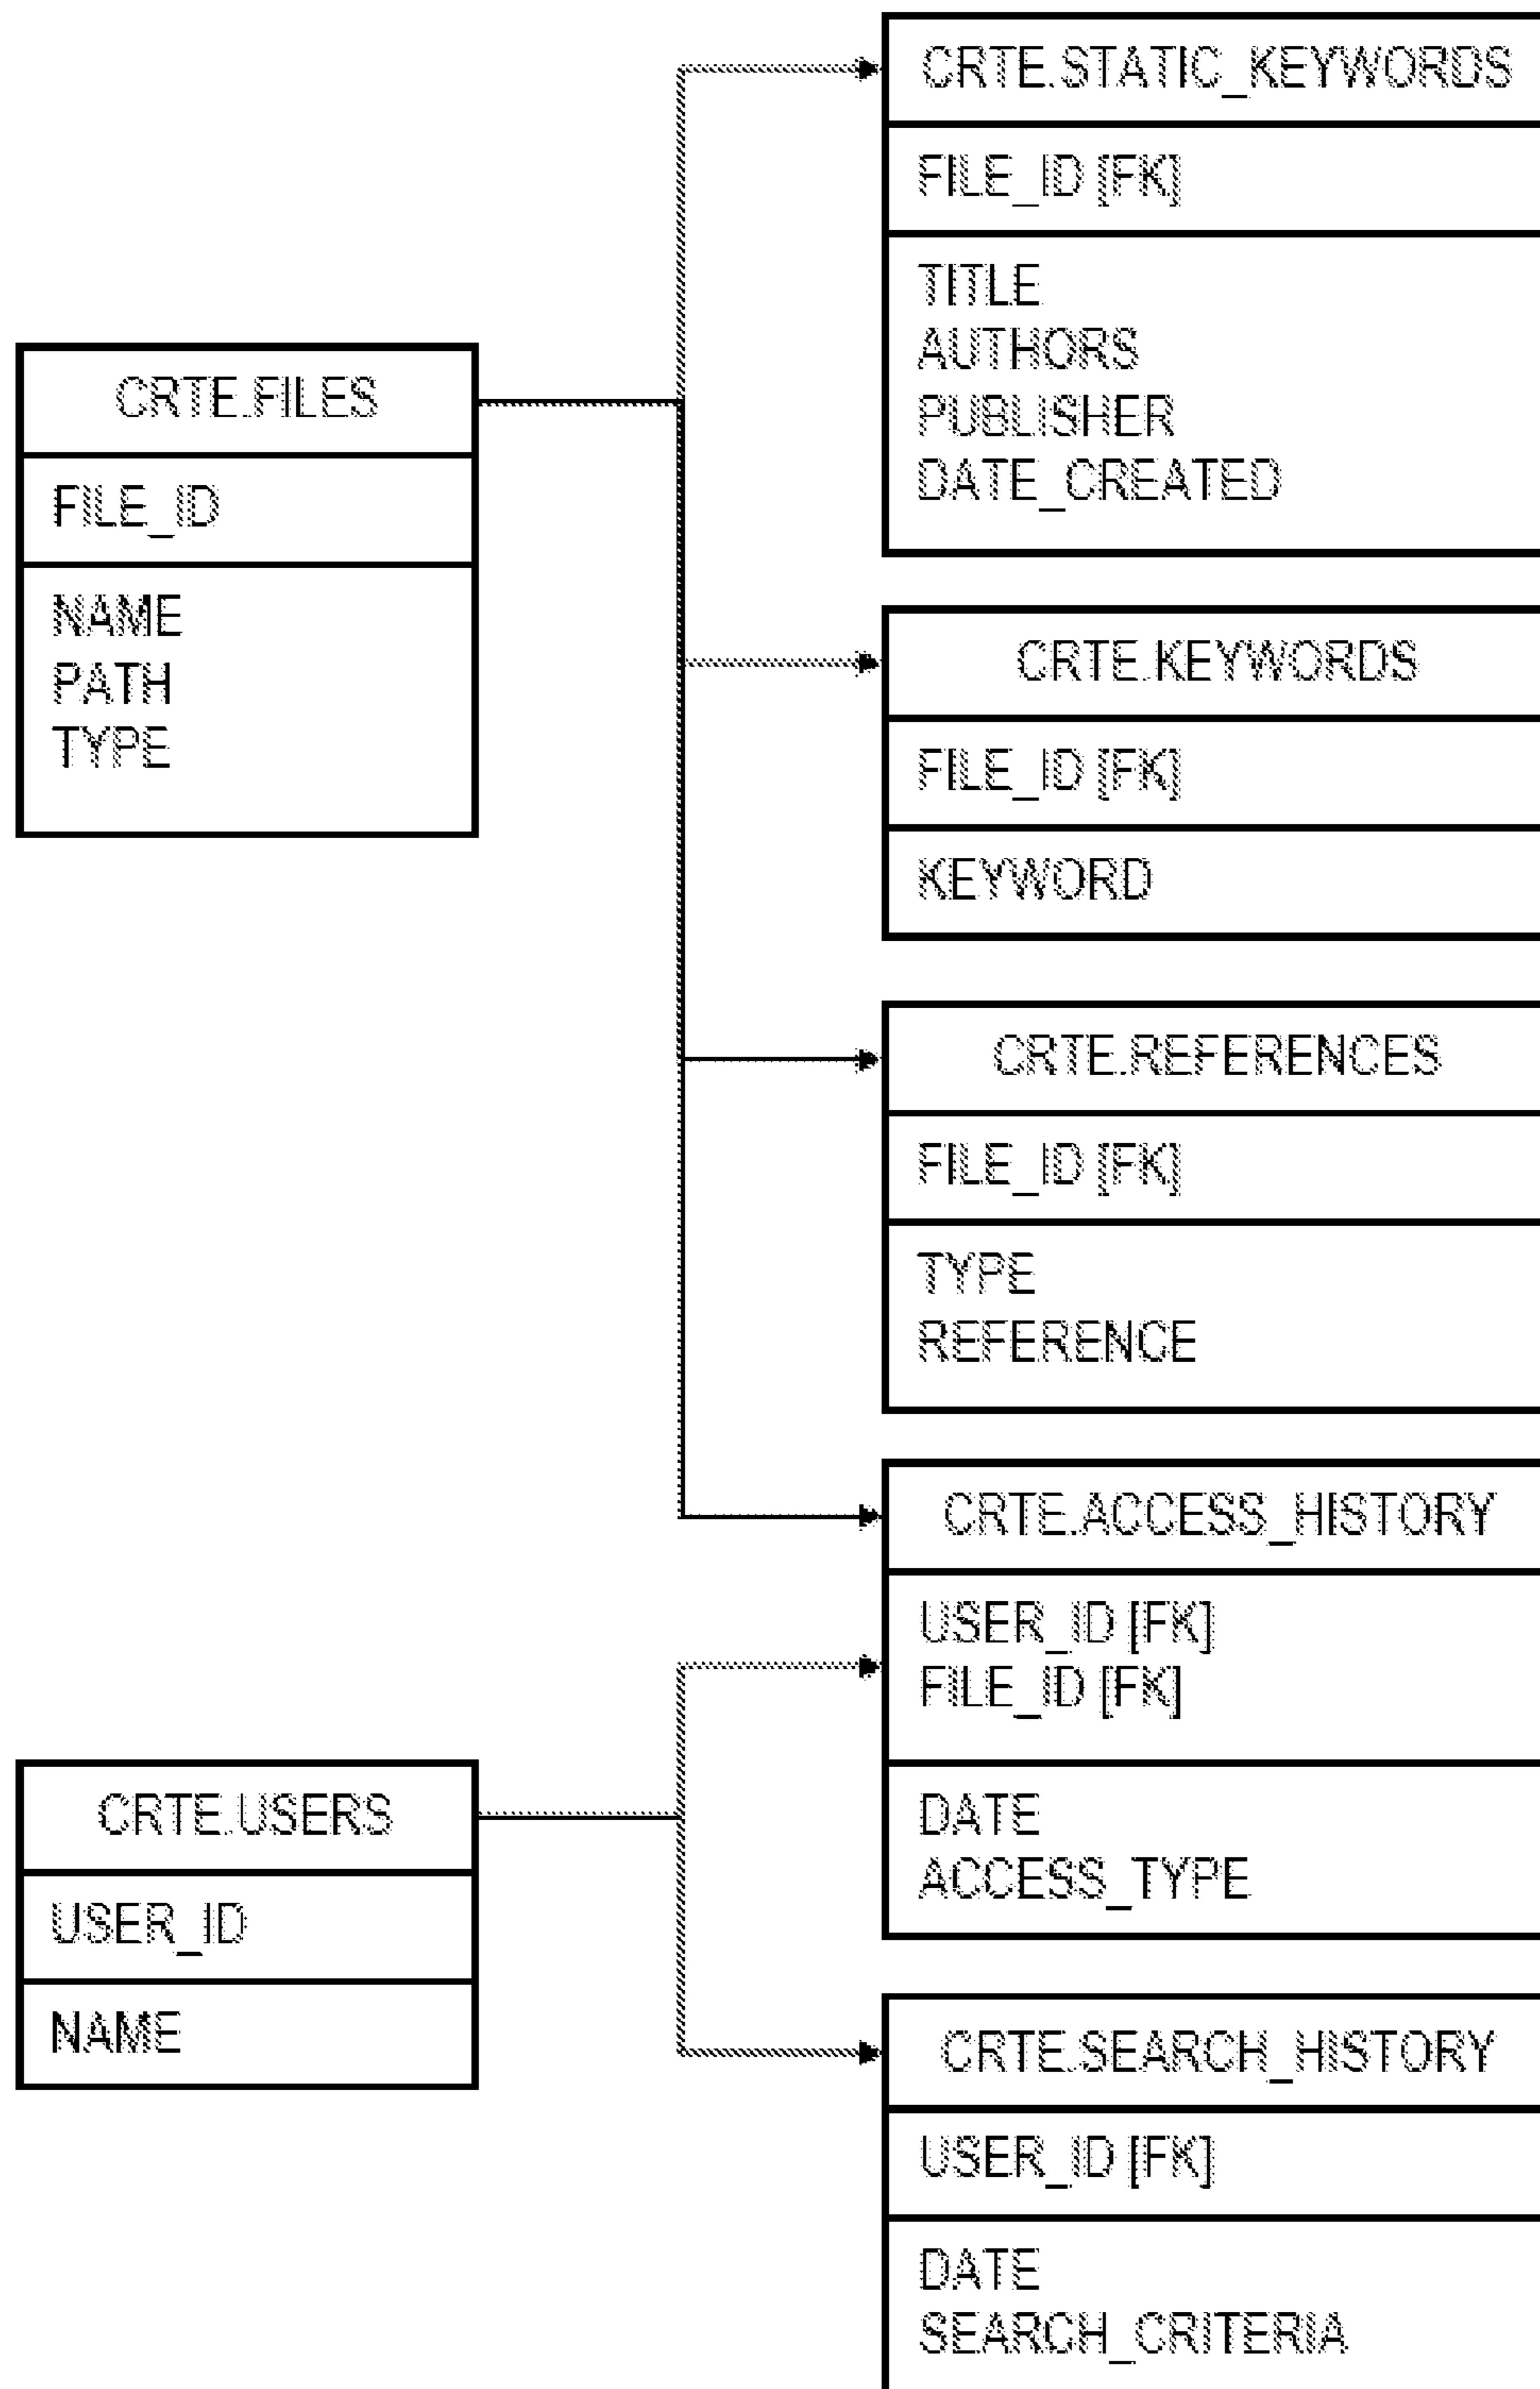 CRTE.FILES
FILE_ID
NAME
PATH
TYPE
CRTE.USERS
USER_ID
NAME
CRTE.STATIC_KEYWORDS
FILE_ID [FK]
TITLE
AUTHORS
PUBLISHER
DATE_CREATED
CRTE.KEYWORDS
FILE_ID [FK]
KEYWORD
CRTE.REFERENCES
FILE_ID [FK]
TYPE
REFERENCE
CRTE.ACCESS_HISTORY
USER_ID [FK]
FILE_ID [FK]
DATE
ACCESS_TYPE
CRTE.SEARCH_HISTORY
USER_ID [FK]
DATE
SEARCH_CRITERIA